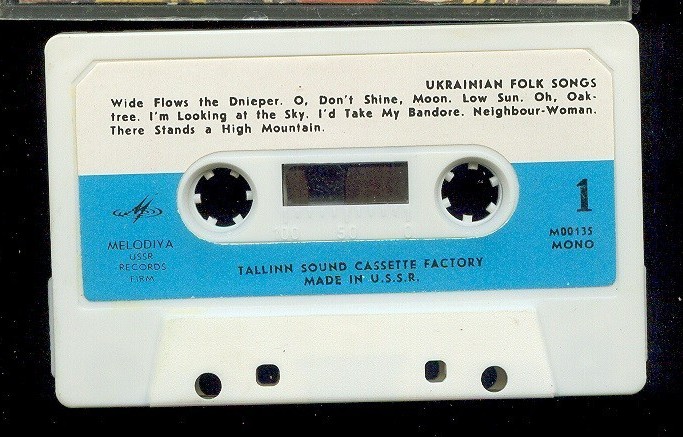 UKRAINIAN FOLK SONGS
Wide Flows the Dnieper. O, Don't Shine, Moon. Low Sun. Oh, Oak-
tree. I'm Looking at the Sky. I'd Take My Bandore. Neighbour-Woman.
There Stands a High Mountain.
1
MELODIYA
USSR
RECORDS
FIRM
M00135
MONO
100 50 0
TALLINN SOUND CASSETTE FACTORY
MADE IN U.S.S.R.